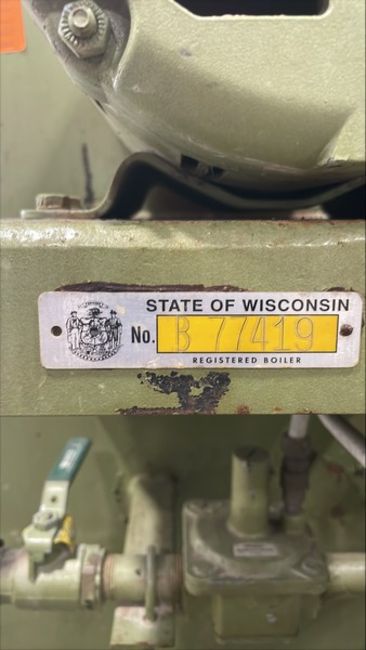 STATE OF WISCONSIN
No. B 77419
REGISTERED BOILER